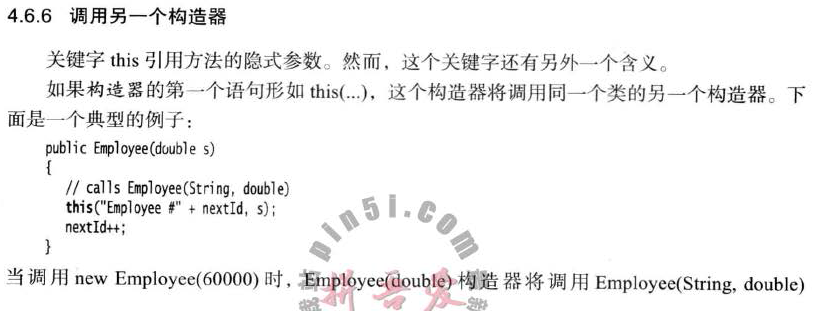 4.6.6 调用另一个构造器
关键字 this 引用方法的隐式参数。然而，这个关键字还有另外一个含义。
如果构造器的第一个语句形如 this(...)，这个构造器将调用同一个类的另一个构造器。下
面是一个典型的例子：
public Employee(double s)
{
// calls Employee(String, double)
this("Employee #" + nextId, s);
nextId++;
}
pin5i.com
当调用 new Employee(60000) 时，Employee(double) 构造器将调用 Employee(String, double)
拼吾爱